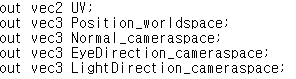 out vec2 UV;
out vec3 Position_worldspace;
out vec3 Normal_cameraspace;
out vec3 EyeDirection_cameraspace;
out vec3 LightDirection_cameraspace;